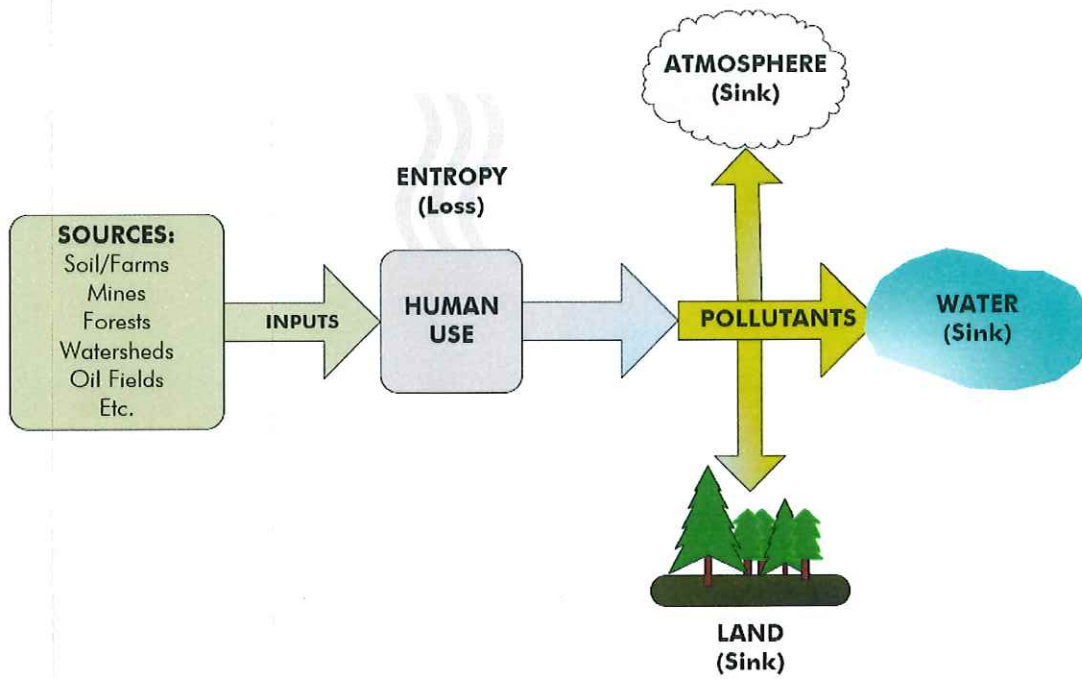 ATMOSPHERE
(Sink)
ENTROPY
(Loss)
SOURCES:
Soil/Farms
Mines
Forests
Watersheds
Oil Fields
Etc.
INPUTS
HUMAN
USE
POLLUTANTS
WATER
(Sink)
LAND
(Sink)